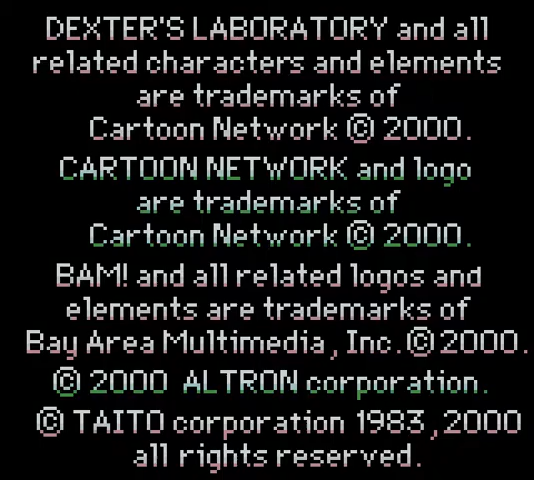 DEXTER'S LABORATORY and all
related characters and elements
are trademarks of
Cartoon Network © 2000.
CARTOON NETWORK and logo
are trademarks of
Cartoon Network © 2000.
BAM! and all related logos and
elements are trademarks of
Bay Area Multimedia, Inc.© 2000.
© 2000 ALTRON corporation.
© TAITO corporation 1983,2000
all rights reserved.